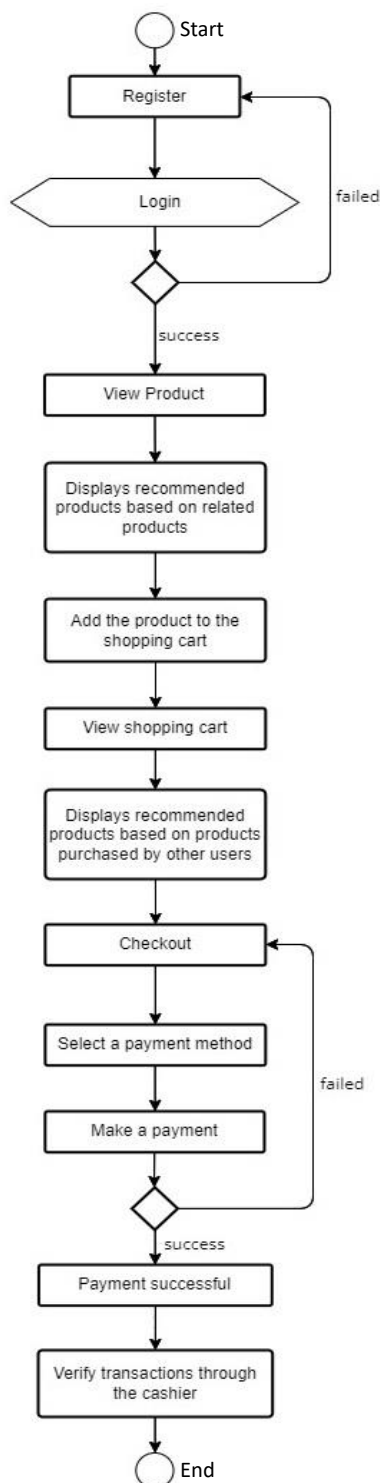 Start
Register
failed
Login
success
View Product
Displays recommended
products based on related
products
Add the product to the
shopping cart
View shopping cart
Displays recommended
products based on products
purchased by other users
Checkout
Select a payment method
failed
Make a payment
success
Payment successful
Verify transactions through
the cashier
End